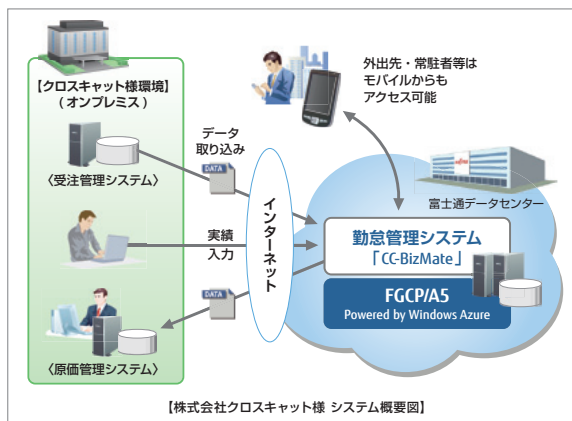 【クロスキャット様環境】
(オンプレミス)
〈受注管理システム〉
〈原価管理システム〉
データ
取り込み
DATA
実績
入力
DATA
インターネット
外出先・常駐者等は
モバイルからも
アクセス可能
FUJITSU
富士通データセンター
勤怠管理システム
「CC-BizMate」
FGCP/A5
Powered by Windows Azure
【株式会社クロスキャット様 システム概要図】